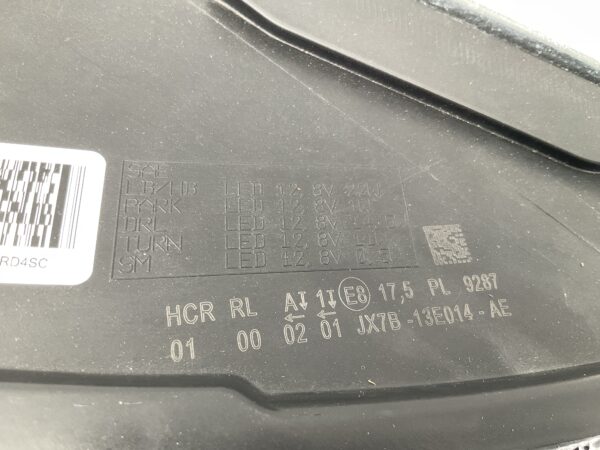 RD4SC
SAE
LB/HB LED 12.8V
PARK LED 12.8V
DRL LED 12.8V
TURN LED 12.8V
SM LED 12.8V
HCR RL A↓ 1↓ E8 17,5 PL 9287
01 00 ←02 ←01 JX7B-13E014-AE